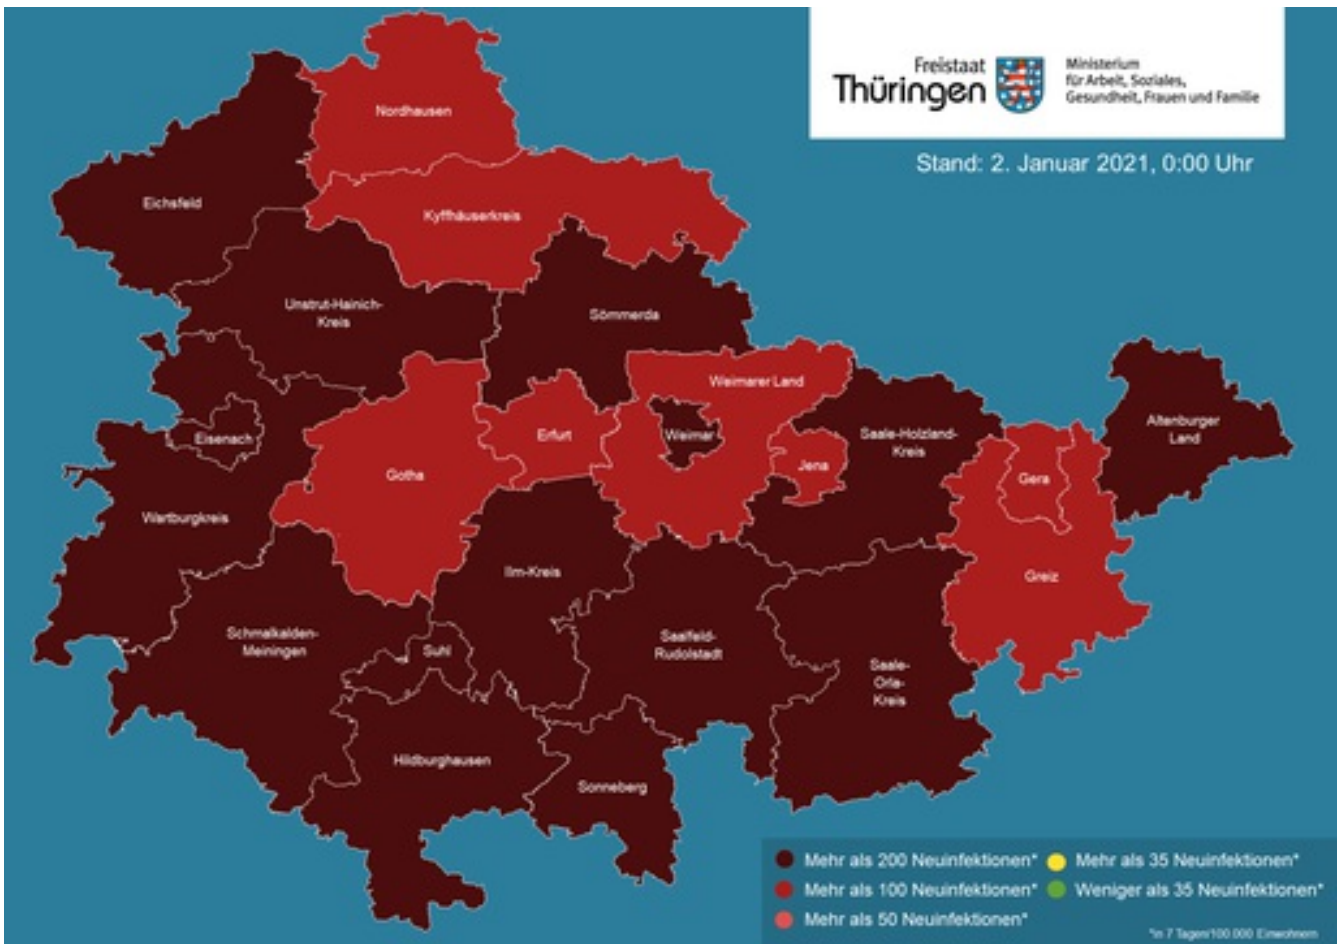 Freistaat
Thüringen
Ministerium
für Arbeit, Soziales,
Gesundheit, Frauen und Familie
Stand: 2. Januar 2021, 0:00 Uhr
Nordhausen
Eichsfeld
Kyffhäuserkreis
Unstrut-Hainich-
Kreis
Sömmerda
Weimarer Land
Altenburger
Land
Eisenach
Erfurt
Weimar
Saale-Holzland-
Kreis
Gotha
Jena
Gera
Wartburgkreis
Ilm-Kreis
Greiz
Schmalkalden-
Meiningen
Suhl
Saalfeld-
Rudolstadt
Saale-
Orla-
Kreis
Hildburghausen
Sonneberg
Mehr als 200 Neuinfektionen*
Mehr als 35 Neuinfektionen*
Mehr als 100 Neuinfektionen*
Weniger als 35 Neuinfektionen*
Mehr als 50 Neuinfektionen*
*in 7 Tagen/100.000 Einwohnern